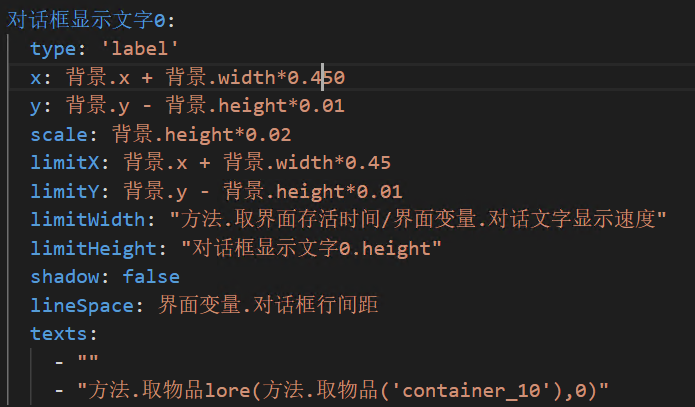 对话框显示文字0:
type: 'label'
x: 背景.x + 背景.width*0.450
y: 背景.y - 背景.height*0.01
scale: 背景.height*0.02
limitX: 背景.x + 背景.width*0.45
limitY: 背景.y - 背景.height*0.01
limitWidth: "方法.取界面存活时间/界面变量.对话文字显示速度"
limitHeight: "对话框显示文字0.height"
shadow: false
lineSpace: 界面变量.对话框行间距
texts:
- ""
- "方法.取物品lore(方法.取物品('container_10'),0)"